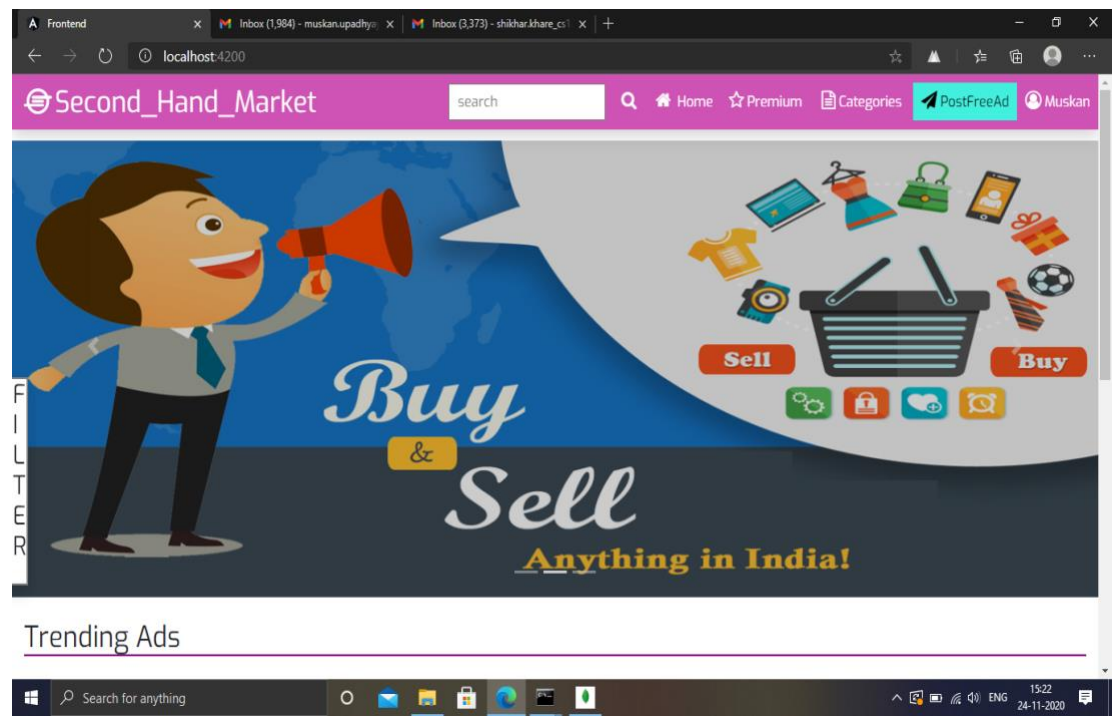 Frontend
Inbox (1,984) - muskan.upadhya
Inbox (3,373) - shikhar.khare_cs1
localhost:4200
Second_Hand_Market
search
Home
Premium
Categories
PostFreeAd
Muskan
Sell
Buy
Buy
&
Sell
Anything in India!
FILTER
Trending Ads
Search for anything
ENG
15:22
24-11-2020